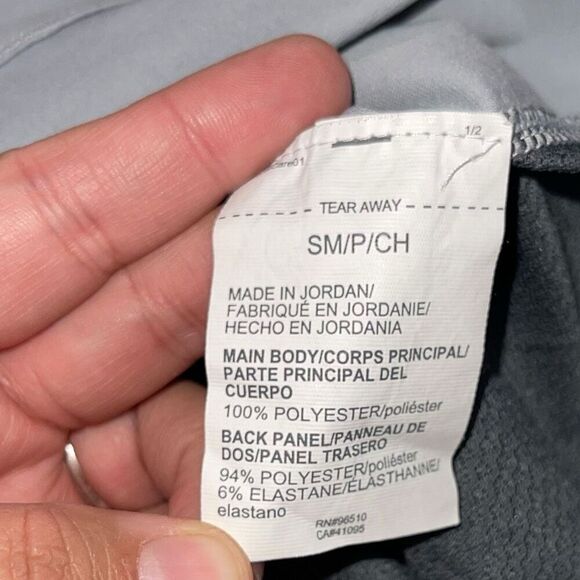 1/2
TEAR AWAY
SM/P/CH
MADE IN JORDAN/
FABRIQUÉ EN JORDANIE/
HECHO EN JORDANIA
MAIN BODY/CORPS PRINCIPAL/
PARTE PRINCIPAL DEL
CUERPO
100% POLYESTER/poliéster
BACK PANEL/PANNEAU DE
DOS/PANEL TRASERO
94% POLYESTER/poliéster
6% ELASTANE/ÉLASTHANNE/
elastano
RN#96510
CA#41095